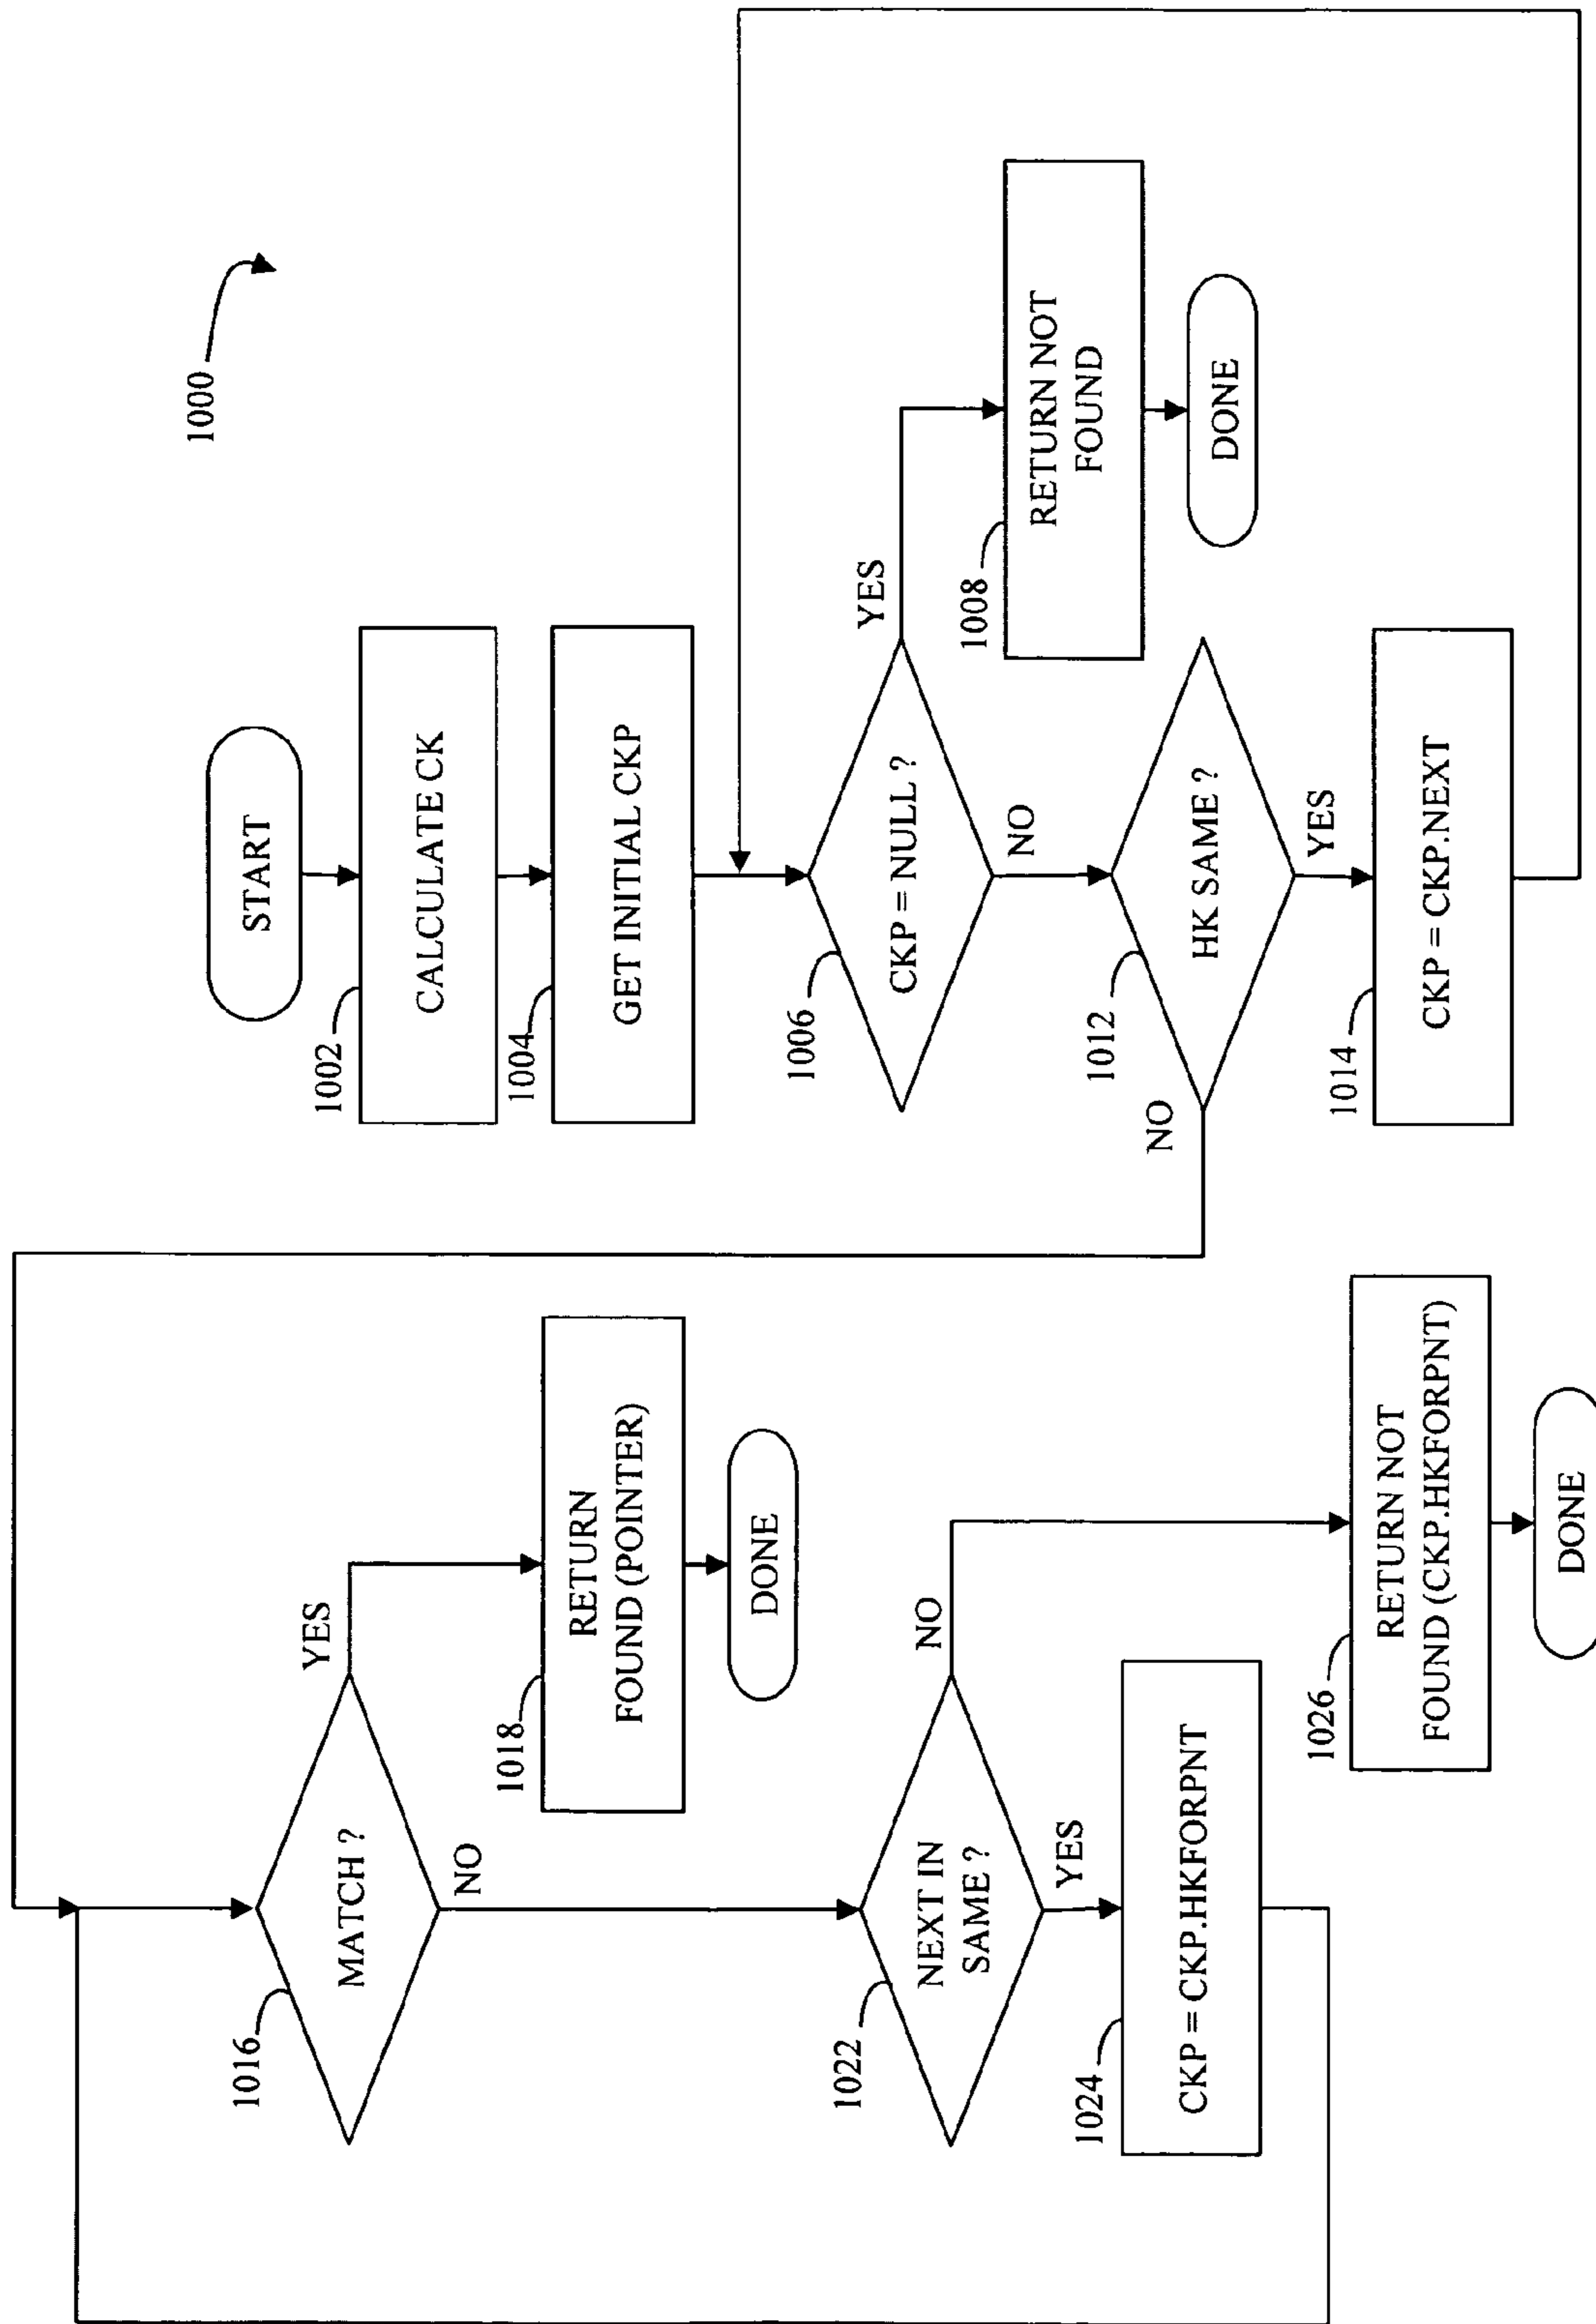 1000
START
1002
CALCULATE CK
1004
GET INITIAL CKP
1006
CKP = NULL ?
YES
NO
1008
RETURN NOT
FOUND
DONE
1012
HK SAME ?
NO
YES
1014
CKP = CKP.NEXT
1016
MATCH ?
YES
NO
1018
RETURN
FOUND (POINTER)
DONE
1022
NEXT IN
SAME ?
NO
YES
1024
CKP = CKP.HKFORPNT
1026
RETURN NOT
FOUND (CKP.HKFORPNT)
DONE